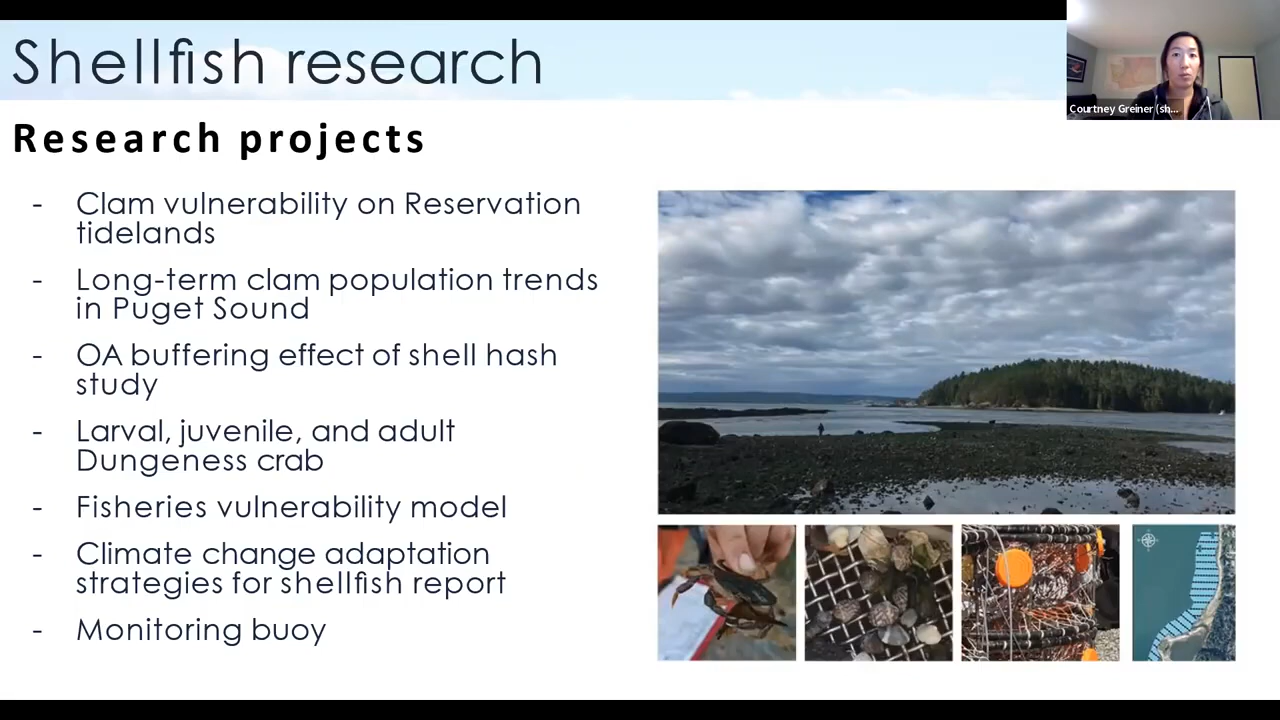 Shellfish research
Courtney Greiner (sh...
Research projects
- Clam vulnerability on Reservation
tidelands
- Long-term clam population trends
in Puget Sound
- OA buffering effect of shell hash
study
- Larval, juvenile, and adult
Dungeness crab
- Fisheries vulnerability model
- Climate change adaptation
strategies for shellfish report
- Monitoring buoy